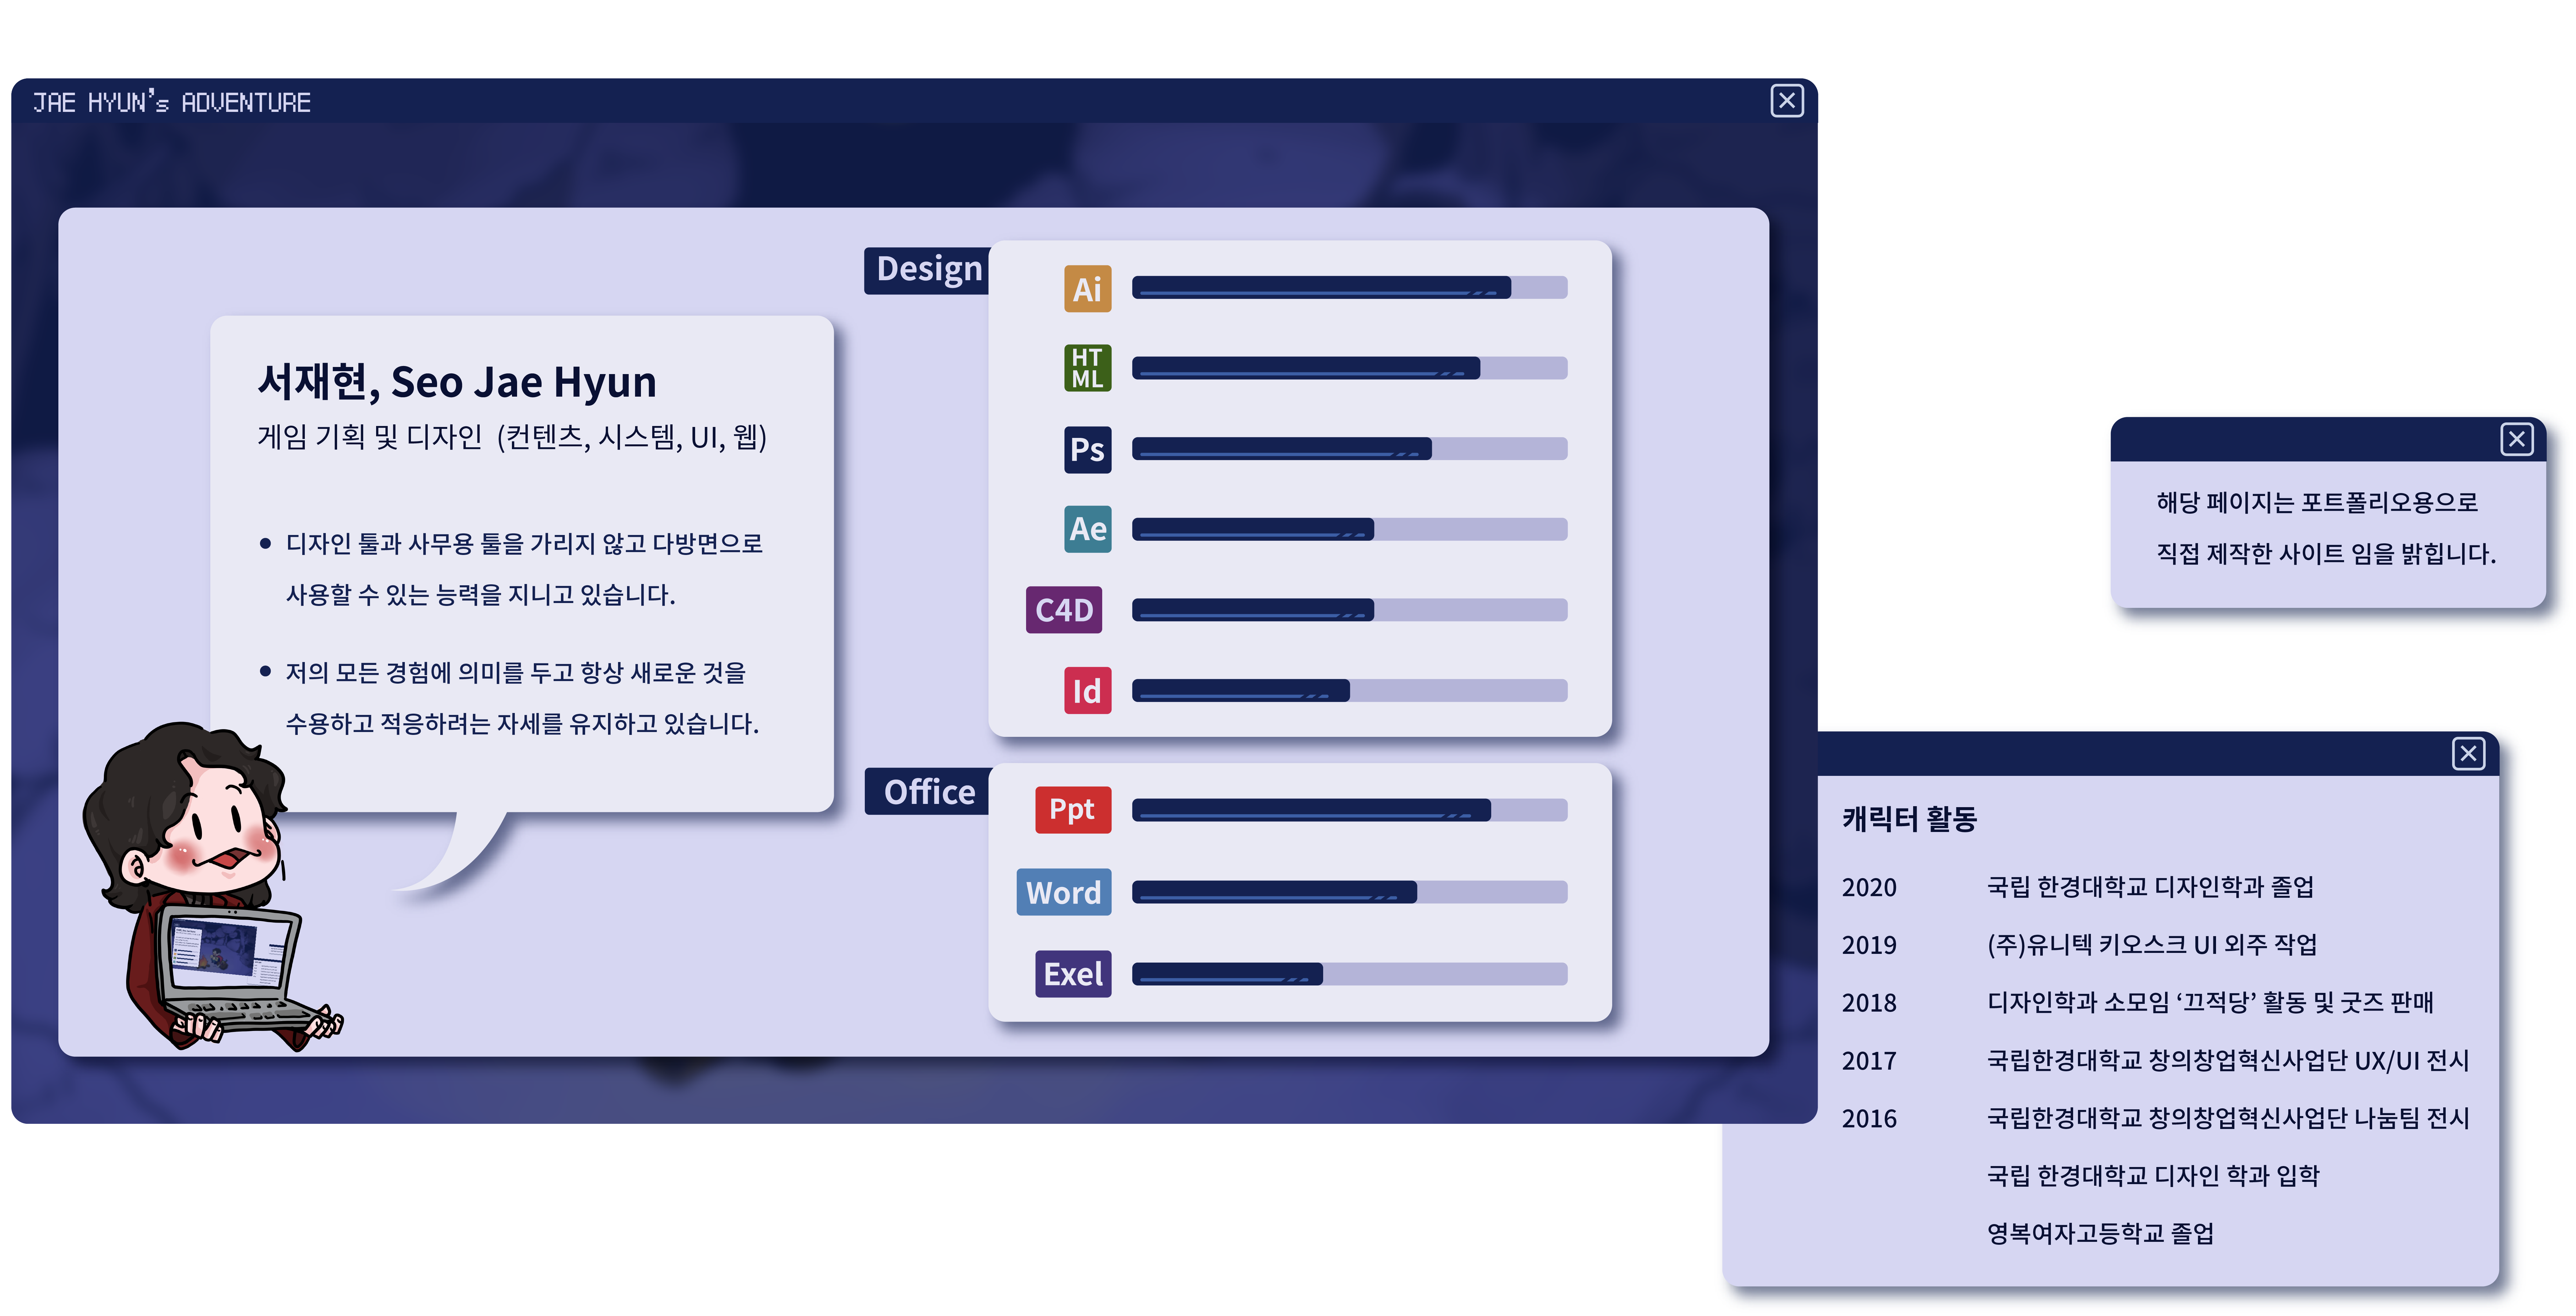 JAE HYUN's ADVENTURE
서재현, Seo Jae Hyun
게임 기획 및 디자인 (컨텐츠, 시스템, UI, 웹)
● 디자인 툴과 사무용 툴을 가리지 않고 다방면으로
사용할 수 있는 능력을 지니고 있습니다.
● 저의 모든 경험에 의미를 두고 항상 새로운 것을
수용하고 적응하려는 자세를 유지하고 있습니다.
Design
Ai
HT
ML
Ps
Ae
C4D
Id
Office
Ppt
Word
Exel
해당 페이지는 포트폴리오용으로
직접 제작한 사이트 임을 밝힙니다.
캐릭터 활동
2020 국립 한경대학교 디자인학과 졸업
2019 (주)유니텍 키오스크 UI 외주 작업
2018 디자인학과 소모임 ‘끄적당’ 활동 및 굿즈 판매
2017 국립한경대학교 창의창업혁신사업단 UX/UI 전시
2016 국립한경대학교 창의창업혁신사업단 나눔팀 전시
국립 한경대학교 디자인 학과 입학
영복여자고등학교 졸업